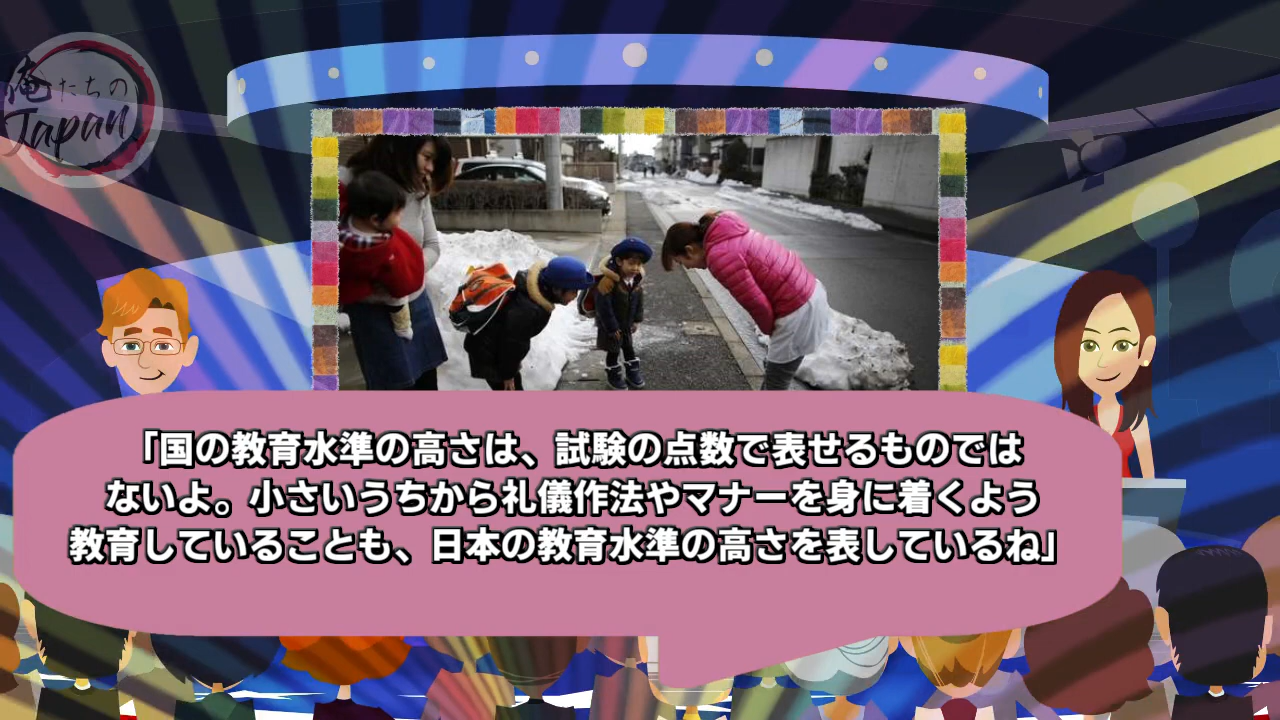 俺たちの
Japan
「国の教育水準の高さは、試験の点数で表せるものでは
ないよ。小さいうちから礼儀作法やマナーを身に着くよう
教育していることも、日本の教育水準の高さを表しているね」